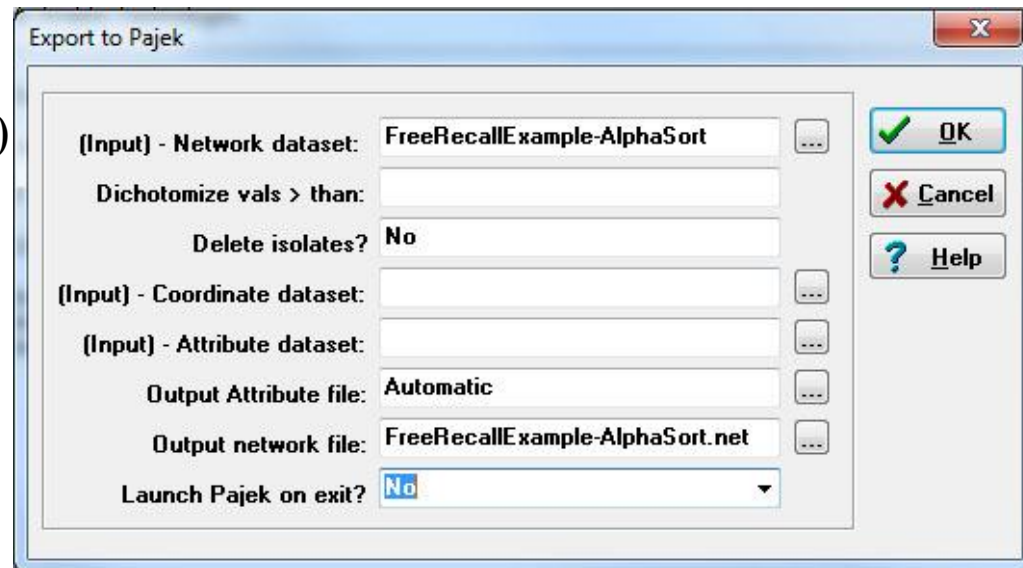 Export to Pajek
)
(Input) - Network dataset: FreeRecallExample-AlphaSort ...
OK
Dichotomize vals > than:
Cancel
Delete isolates? No
Help
(Input) - Coordinate dataset: ...
(Input) - Attribute dataset: ...
Output Attribute file: Automatic ...
Output network file: FreeRecallExample-AlphaSort.net ...
Launch Pajek on exit? No